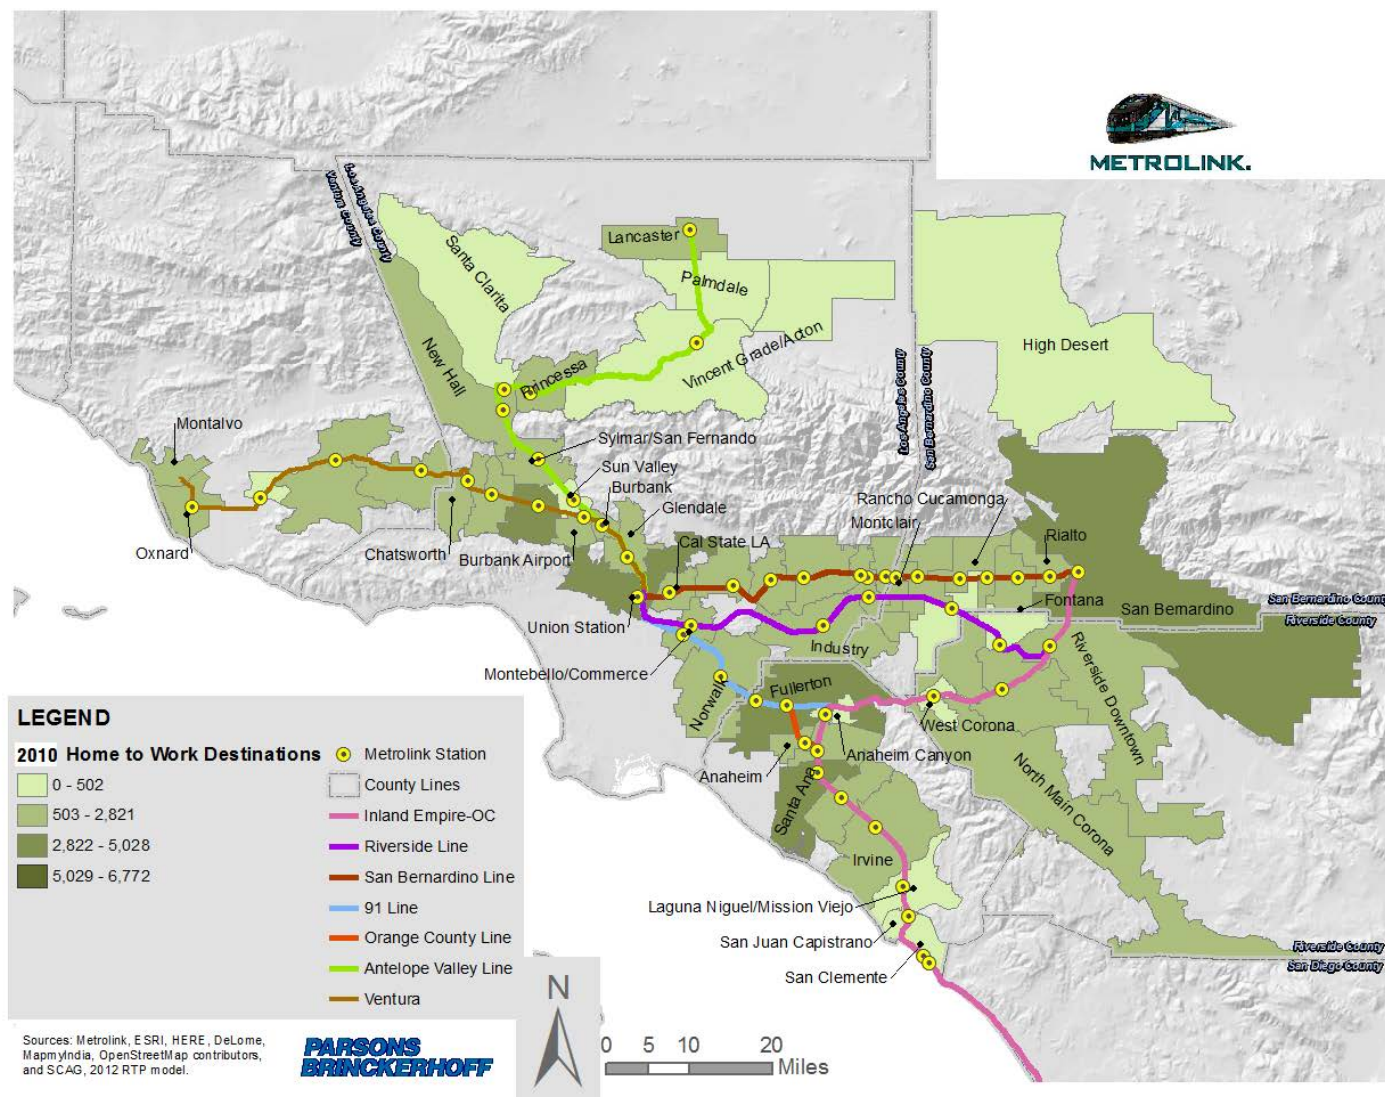 METROLINK.
Los Angeles County
Ventura County
Santa Clarita
Lancaster
Palmdale
Vincent Grade/Acton
High Desert
New Hall
Princessa
Los Angeles County
San Bernardino County
Montalvo
Sylmar/San Fernando
Sun Valley
Burbank
Glendale
Rancho Cucamonga
Montclair
Rialto
Oxnard
Chatsworth
Burbank Airport
Cal State LA
Fontana
San Bernardino
San Bernardino County
Riverside County
Union Station
Industry
Montebello/Commerce
Norwalk
Fullerton
West Corona
Riverside Downtown
Anaheim
Anaheim Canyon
North Main Corona
Santa Ana
Irvine
Laguna Niguel/Mission Viejo
San Juan Capistrano
San Clemente
Riverside County
San Diego County
LEGEND
2010 Home to Work Destinations
0 - 502
503 - 2,821
2,822 - 5,028
5,029 - 6,772
Metrolink Station
County Lines
Inland Empire-OC
Riverside Line
San Bernardino Line
91 Line
Orange County Line
Antelope Valley Line
Ventura
Sources: Metrolink, ESRI, HERE, DeLome,
MapmyIndia, OpenStreetMap contributors,
and SCAG, 2012 RTP model.
PARSONS
BRINCKERHOFF
N
0 5 10 20
Miles